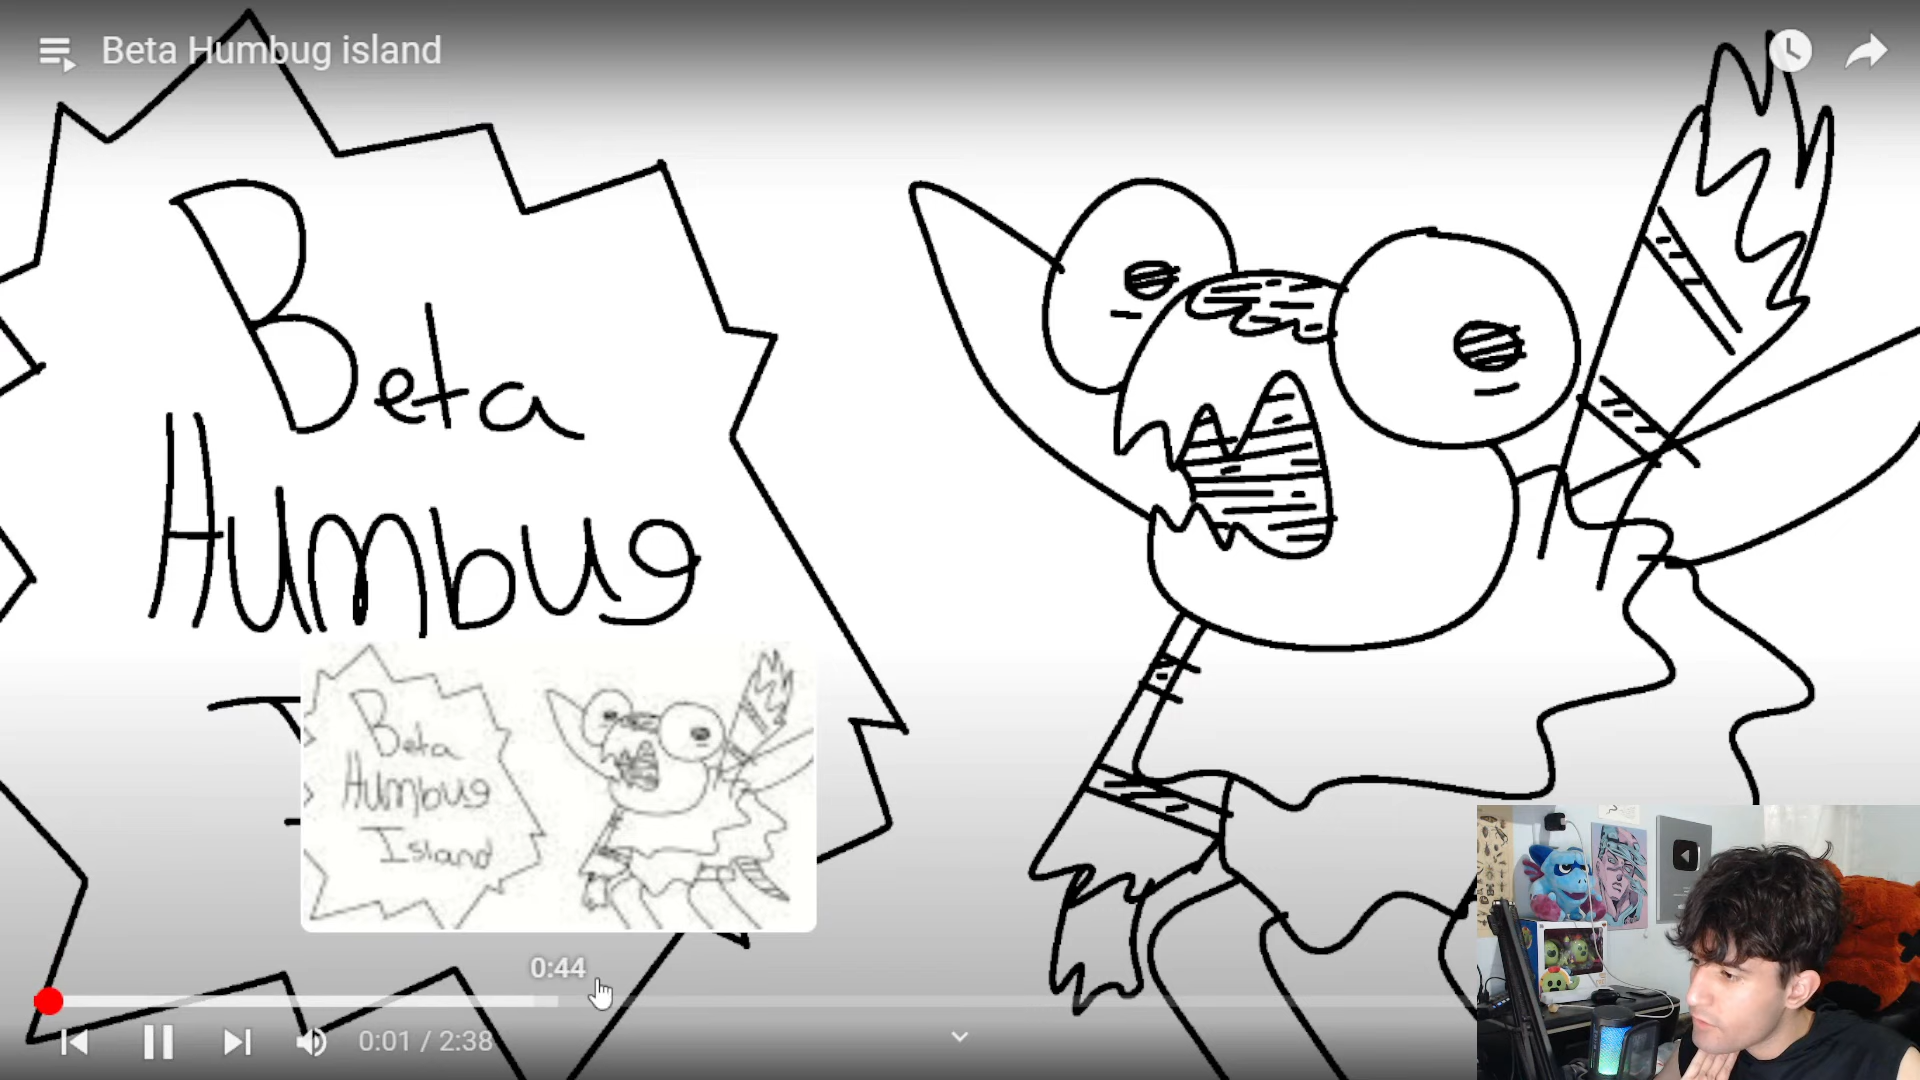 Beta Humbug island
Beta
Humbug
Beta
Humbug
Island
0:44
0:01 / 2:38